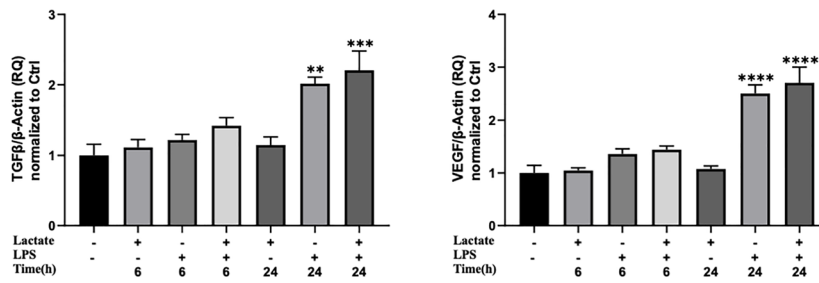 TGFβ/β-Actin (RQ)
normalized to Ctrl
3
2
1
0
** ***
Lactate - + - + + - +
LPS - - + + - + +
Time(h) 6 6 6 24 24 24
VEGF/β-Actin (RQ)
normalized to Ctrl
4
3
2
1
0
**** ****
Lactate - + - + + - +
LPS - - + + - + +
Time(h) 6 6 6 24 24 24